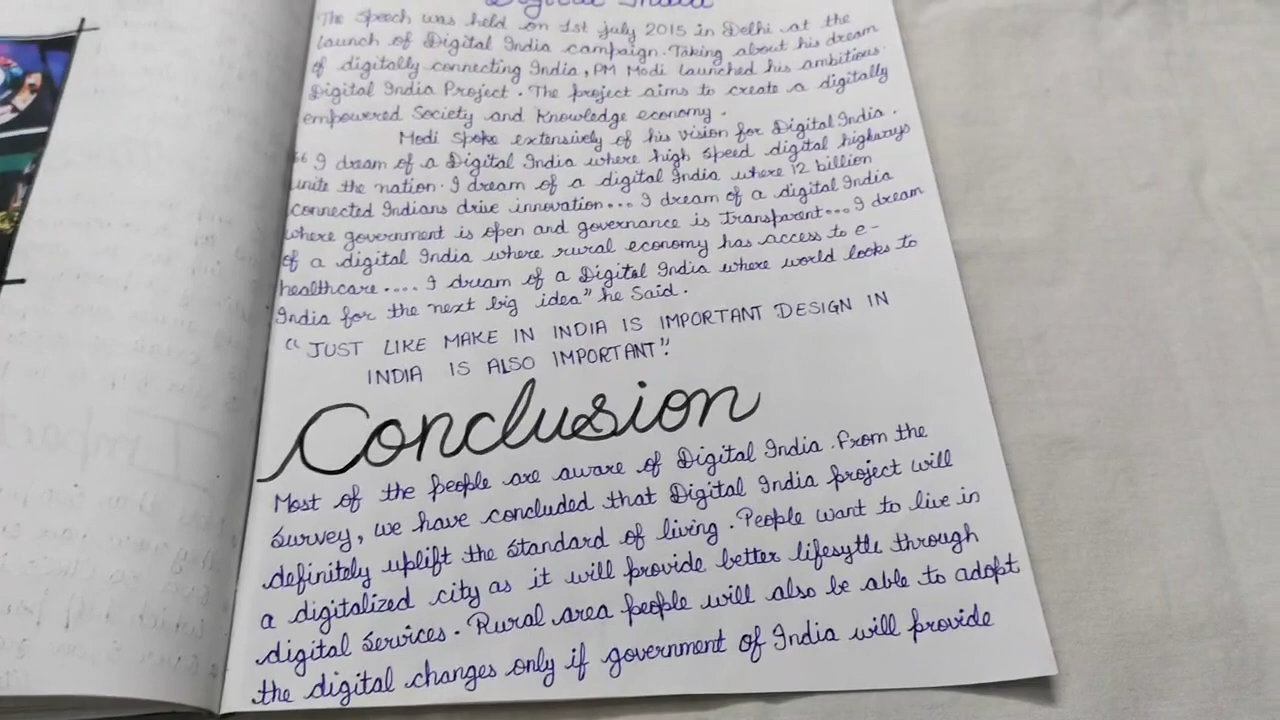 Digital India
The Speech was held on 1st july 2015 in Delhi at the
launch of Digital India campaign. Taking about his dream
of digitally connecting India, PM Modi launched his ambitious
Digital India Project. The project aims to create a digitally
empowered Society and Knowledge economy.
Modi spoke extensively of his vision for Digital India.
"I dream of a Digital India where high speed digital highways
unite the nation. I dream of a digital India where 12 billion
connected Indians drive innovation... I dream of a digital India
where government is open and governance is Transparent... I dream
of a digital India where rural economy has access to e-
healthcare.... I dream of a Digital India where world looks to
India for the next big idea" he Said.
"JUST LIKE MAKE IN INDIA IS IMPORTANT DESIGN IN
INDIA IS ALSO IMPORTANT".
Conclusion
Most of the people are aware of Digital India. From the
survey, we have concluded that Digital India project will
definitely uplift the standard of living. People want to live in
a digitalized city as it will provide better lifesytle through
digital services. Rural area people will also be able to adopt
the digital changes only if government of India will provide